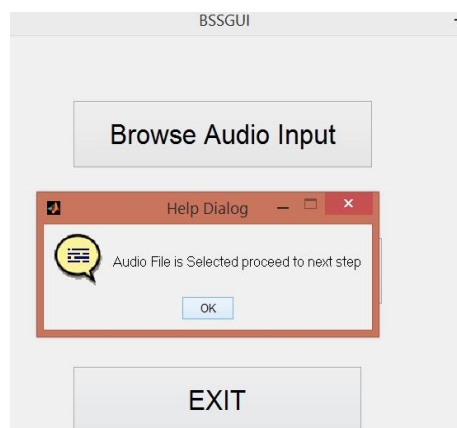 BSSGUI
Browse Audio Input
Help Dialog
Audio File is Selected proceed to next step
OK
EXIT